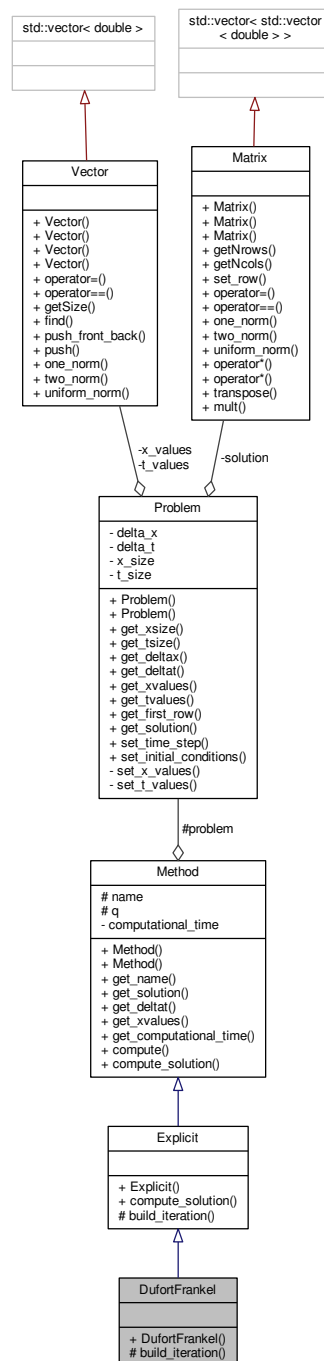 std::vector< double >
std::vector< std::vector
< double > >
Vector
+ Vector()
+ Vector()
+ Vector()
+ Vector()
+ operator=()
+ operator==()
+ getSize()
+ find()
+ push_front_back()
+ push()
+ one_norm()
+ two_norm()
+ uniform_norm()
Matrix
+ Matrix()
+ Matrix()
+ Matrix()
+ getNrows()
+ getNcols()
+ set_row()
+ operator=()
+ operator==()
+ one_norm()
+ two_norm()
+ uniform_norm()
+ operator*()
+ operator*()
+ transpose()
+ mult()
-x_values
-t_values
-solution
Problem
- delta_x
- delta_t
- x_size
- t_size
+ Problem()
+ Problem()
+ get_xsize()
+ get_tsize()
+ get_deltax()
+ get_deltat()
+ get_xvalues()
+ get_tvalues()
+ get_first_row()
+ get_solution()
+ set_time_step()
+ set_initial_conditions()
- set_x_values()
- set_t_values()
#problem
Method
# name
# q
- computational_time
+ Method()
+ Method()
+ get_name()
+ get_solution()
+ get_deltat()
+ get_xvalues()
+ get_computational_time()
+ compute()
+ compute_solution()
Explicit
+ Explicit()
+ compute_solution()
# build_iteration()
DufortFrankel
+ DufortFrankel()
# build_iteration()